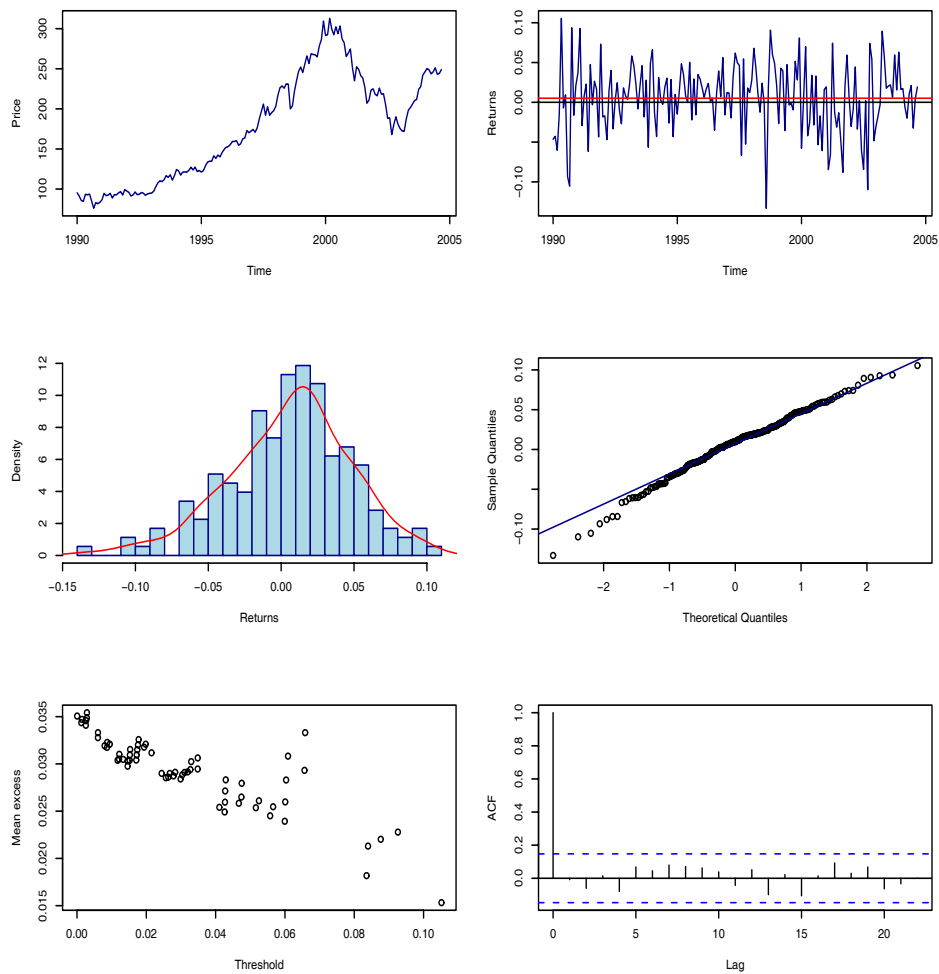 Price
100 150 200 250 300
1990 1995 2000 2005
Time
Returns
−0.10 0.00 0.05 0.10
1990 1995 2000 2005
Time
Density
0 2 4 6 8 10 12
−0.15 −0.10 −0.05 0.00 0.05 0.10
Returns
Sample Quantiles
−0.10 0.00 0.05 0.10
−2 −1 0 1 2
Theoretical Quantiles
Mean excess
0.015 0.020 0.025 0.030 0.035
0.00 0.02 0.04 0.06 0.08 0.10
Threshold
ACF
0.0 0.2 0.4 0.6 0.8 1.0
0 5 10 15 20
Lag